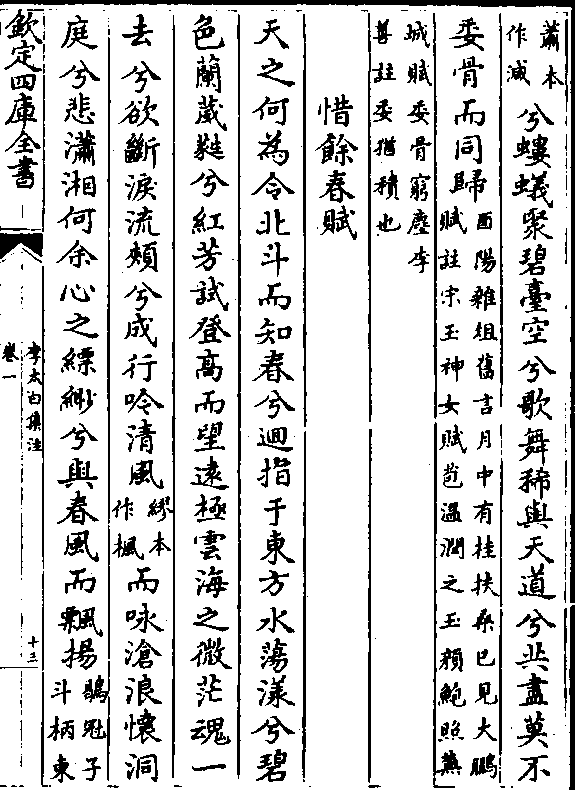 蕭本作滅兮螻蟻聚碧臺空兮歌舞稀與天道兮共盡莫不
委骨而同歸酉陽雜俎舊言月中有桂扶桑已見大鵬賦註宋玉神女賦苞溫潤之玉顏鮑照蕪
城賦委骨窮塵李善註委猶積也
惜餘春賦
天之何為令北斗而知春兮迴指于東方水蕩漾兮碧
色蘭葳蕤兮紅芳試登高而望遠極雲海之微茫魂一
去兮欲斷淚流頰兮成行吟清風繆本作楓而咏滄浪懷洞
庭兮悲瀟湘何余心之縹緲兮與春風而飄揚鶡冠子斗柄東
欽定四庫全書
李太白集注
卷一
十三